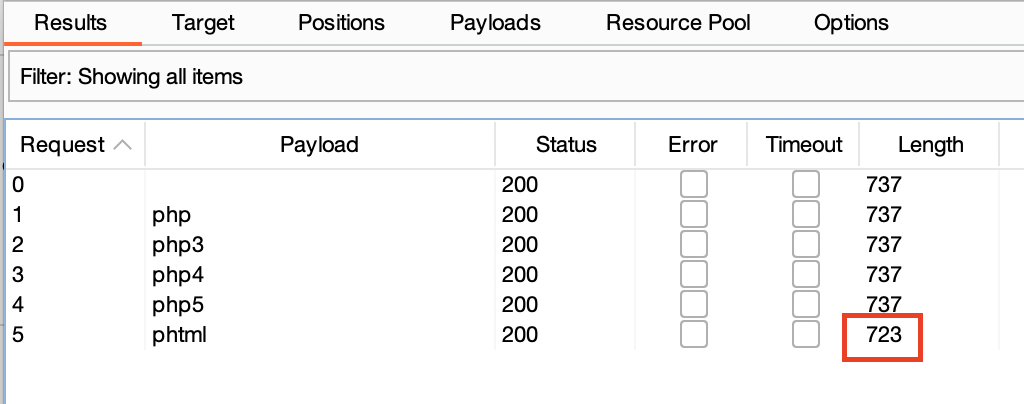 Results Target Positions Payloads Resource Pool Options
Filter: Showing all items
Request Payload Status Error Timeout Length
0 200 737
1 php 200 737
2 php3 200 737
3 php4 200 737
4 php5 200 737
5 phtml 200 723